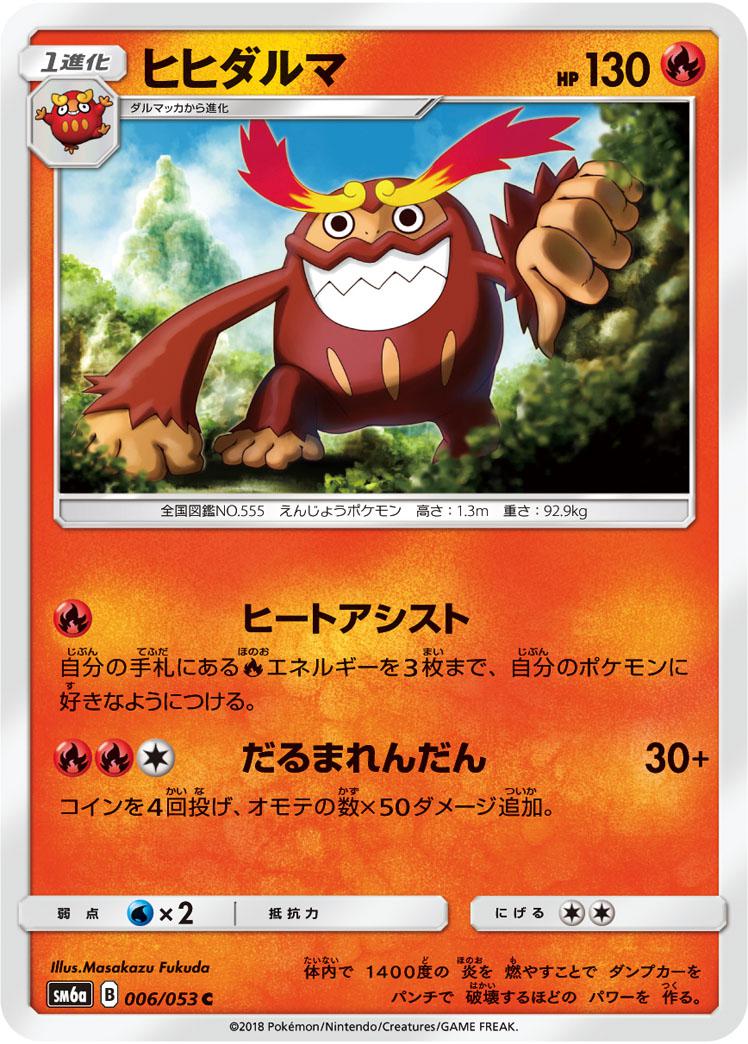 1進化 ヒヒダルマ HP 130
ダルマッカから進化
全国図鑑NO.555 えんじょうポケモン 高さ：1.3m 重さ：92.9kg
ヒートアシスト
自分の手札にあるエネルギーを3枚まで、自分のポケモンに
好きなようにつける。
だるまれんだん 30+
コインを4回投げ、オモテの数×50ダメージ追加。
弱点 ×2 抵抗力 にげる
Illus.Masakazu Fukuda
体内で 1400度の 炎を 燃やすことで ダンプカーを
パンチで 破壊するほどの パワーを 作る。
SM6a B 006/053 C
©2018 Pokémon/Nintendo/Creatures/GAME FREAK.